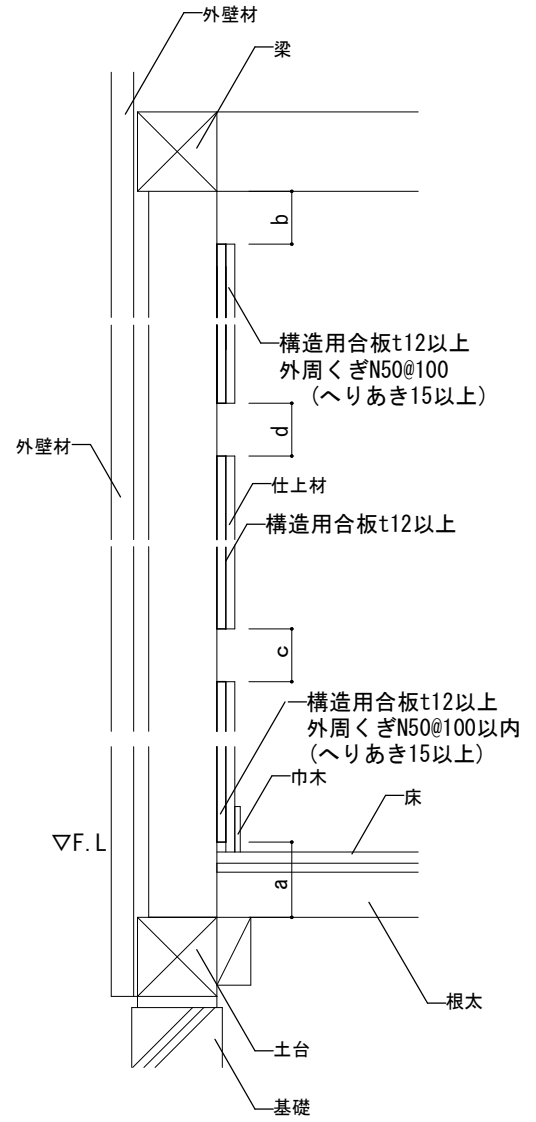 外壁材
梁
b
構造用合板t12以上
外周くぎN50@100
(へりあき15以上)
d
外壁材
仕上材
構造用合板t12以上
c
構造用合板t12以上
外周くぎN50@100以内
(へりあき15以上)
巾木
床
▽F.L
a
根太
土台
基礎